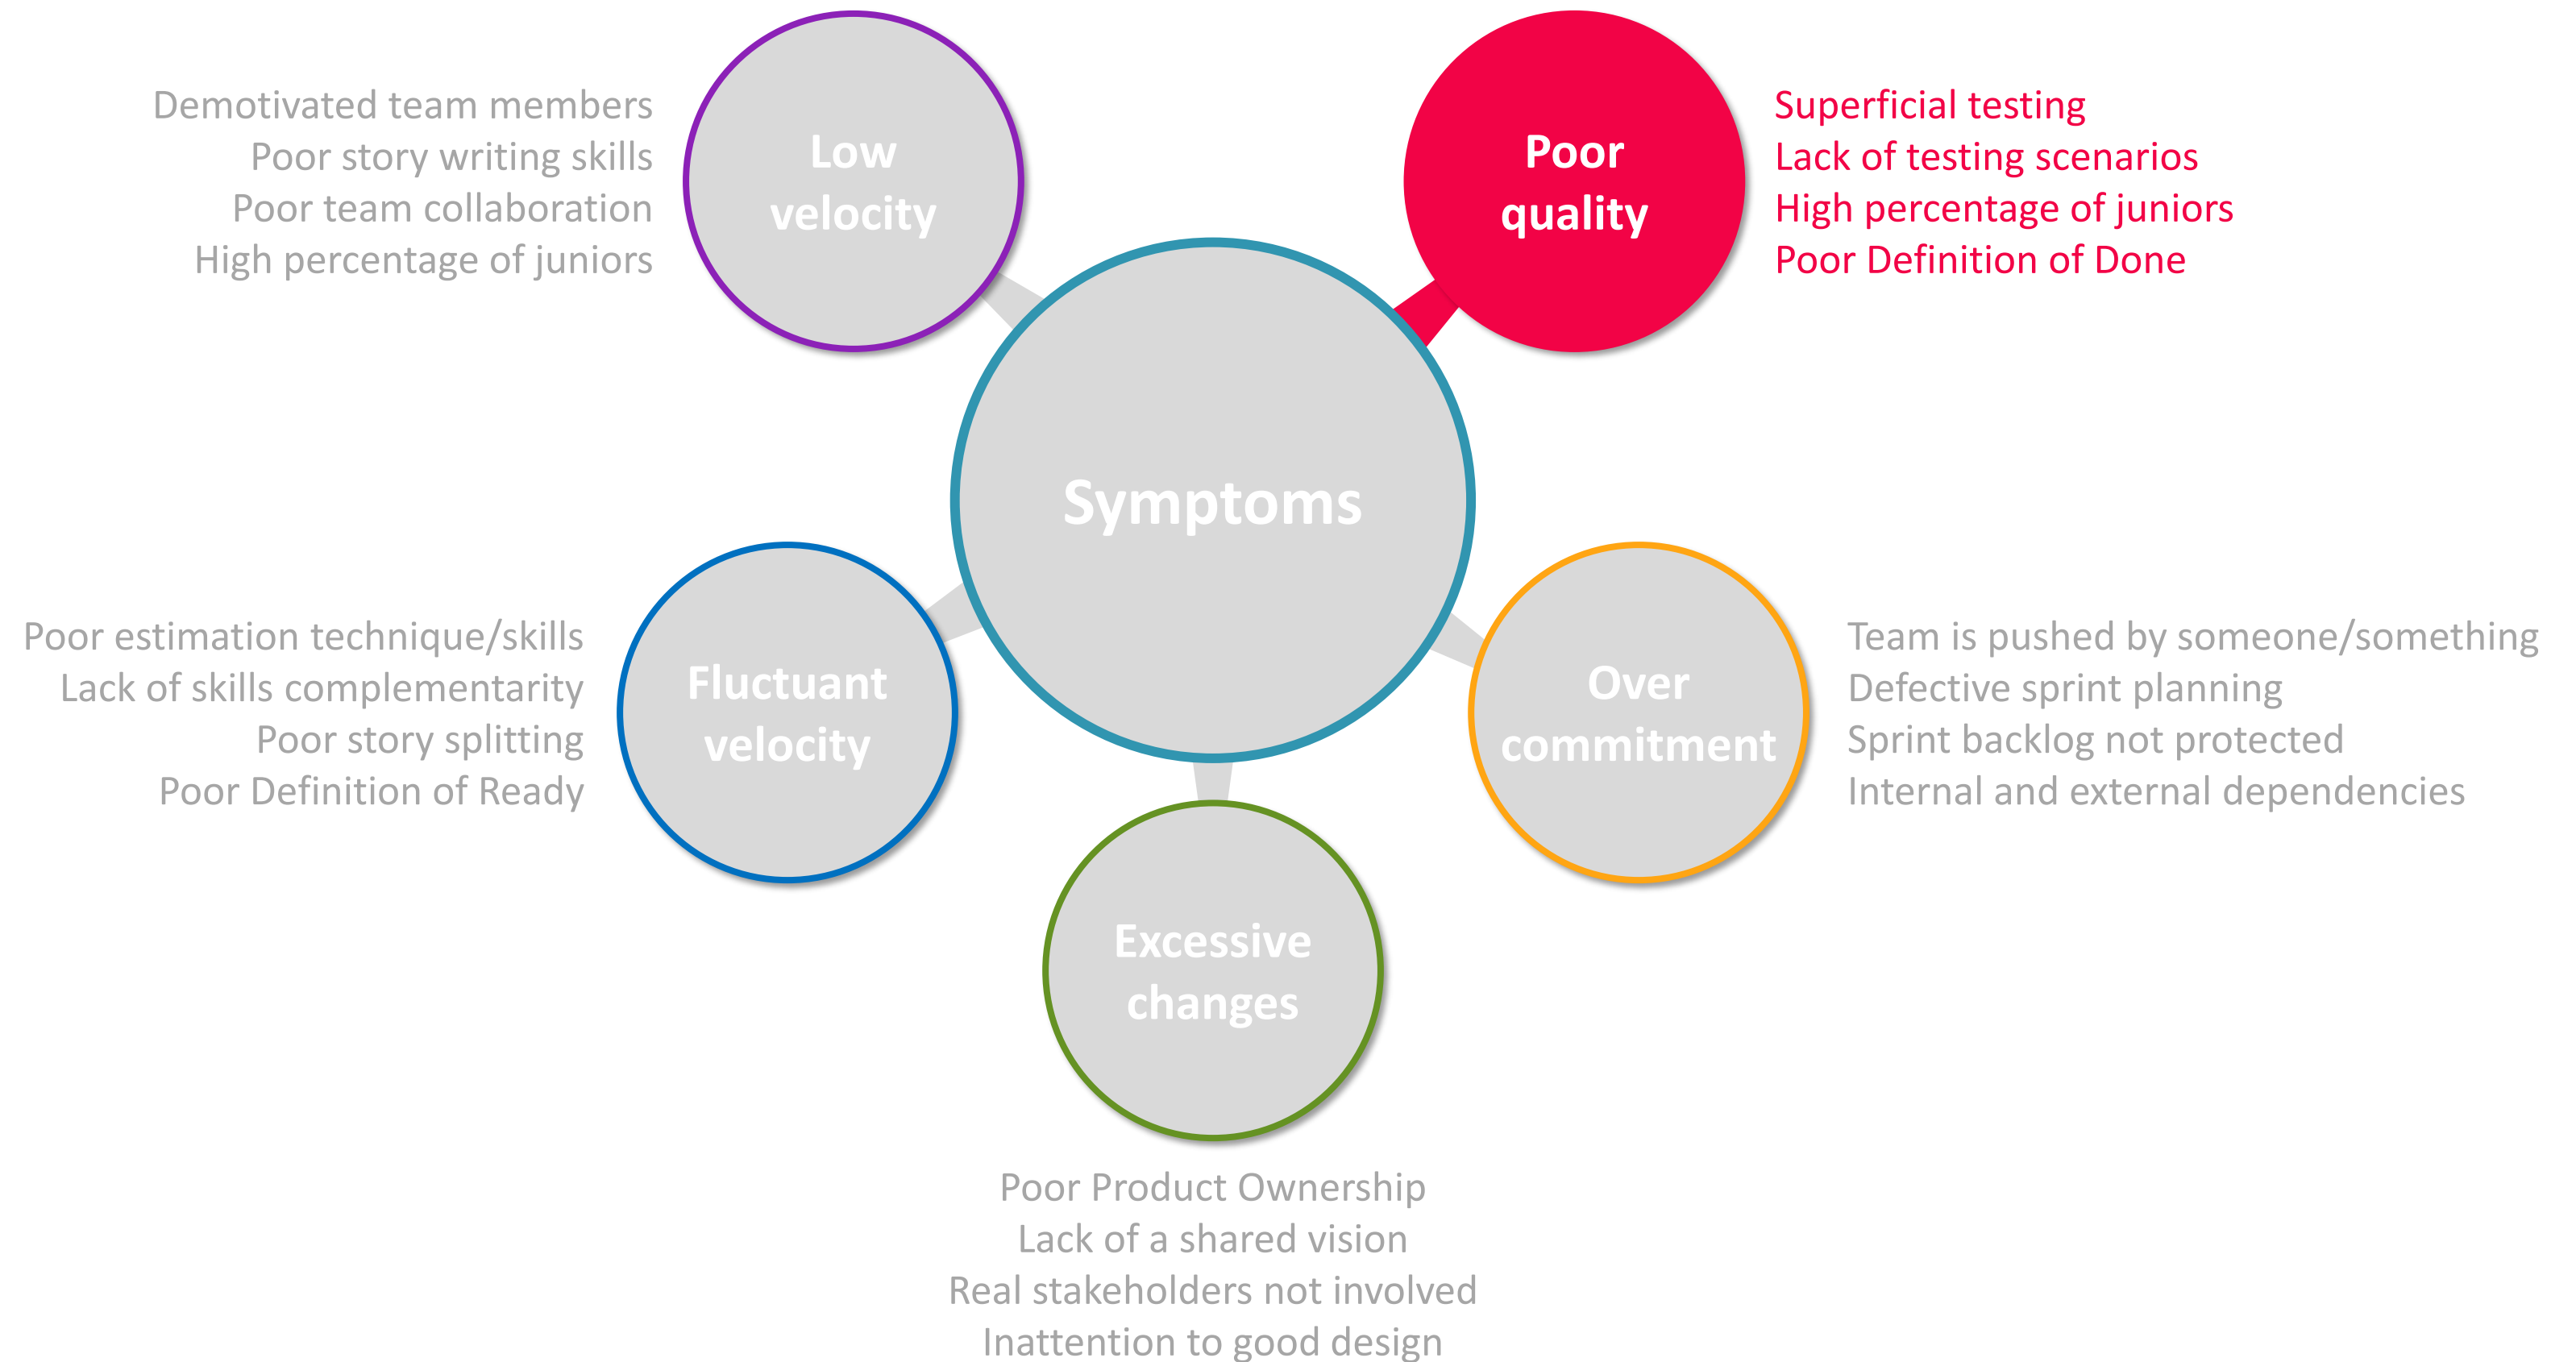 Demotivated team members
Poor story writing skills
Poor team collaboration
High percentage of juniors
Low
velocity
Poor
quality
Superficial testing
Lack of testing scenarios
High percentage of juniors
Poor Definition of Done
Symptoms
Poor estimation technique/skills
Lack of skills complementarity
Poor story splitting
Poor Definition of Ready
Fluctuant
velocity
Over
commitment
Team is pushed by someone/something
Defective sprint planning
Sprint backlog not protected
Internal and external dependencies
Excessive
changes
Poor Product Ownership
Lack of a shared vision
Real stakeholders not involved
Inattention to good design